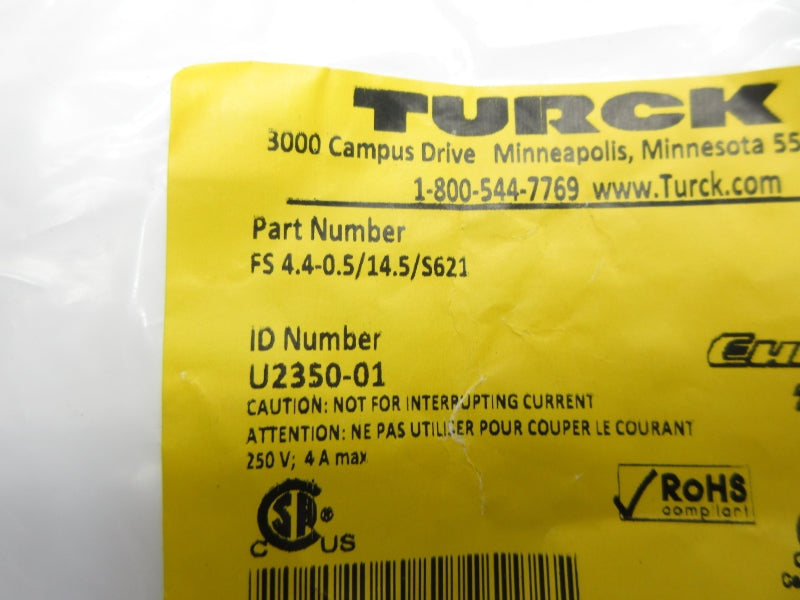 TURCK
3000 Campus Drive Minneapolis, Minnesota 55
1-800-544-7769 www.Turck.com
Part Number
FS 4.4-0.5/14.5/S621
ID Number
U2350-01
CAUTION: NOT FOR INTERRUPTING CURRENT
ATTENTION: NE PAS UTILISER POUR COUPER LE COURANT
250 V; 4 A max
RoHS
compliant
SA ®
C US